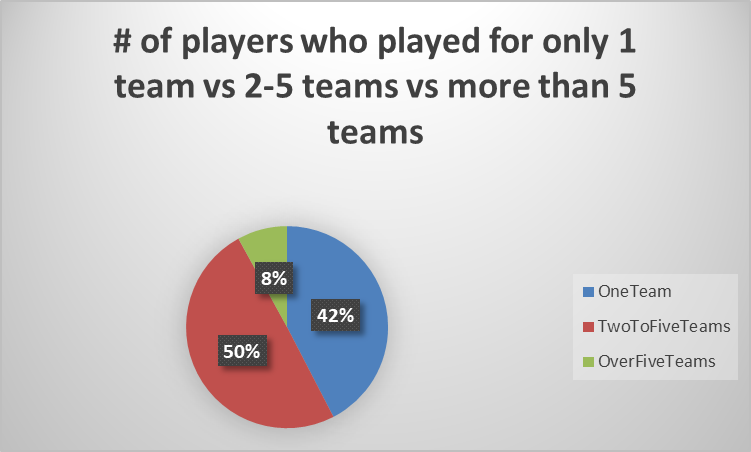 # of players who played for only 1
team vs 2-5 teams vs more than 5
teams
8%
42%
50%
OneTeam
TwoToFiveTeams
OverFiveTeams